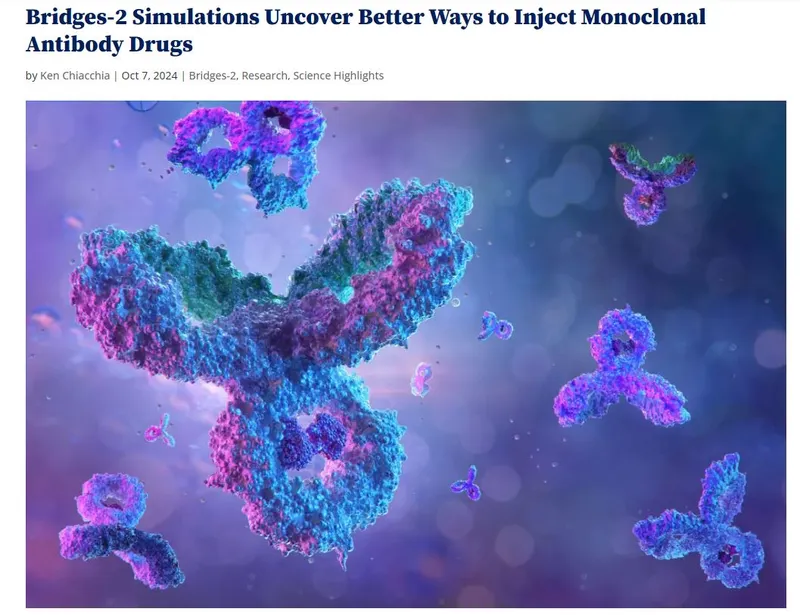 Bridges-2 Simulations Uncover Better Ways to Inject Monoclonal
Antibody Drugs
by Ken Chiacchia | Oct 7, 2024 | Bridges-2, Research, Science Highlights